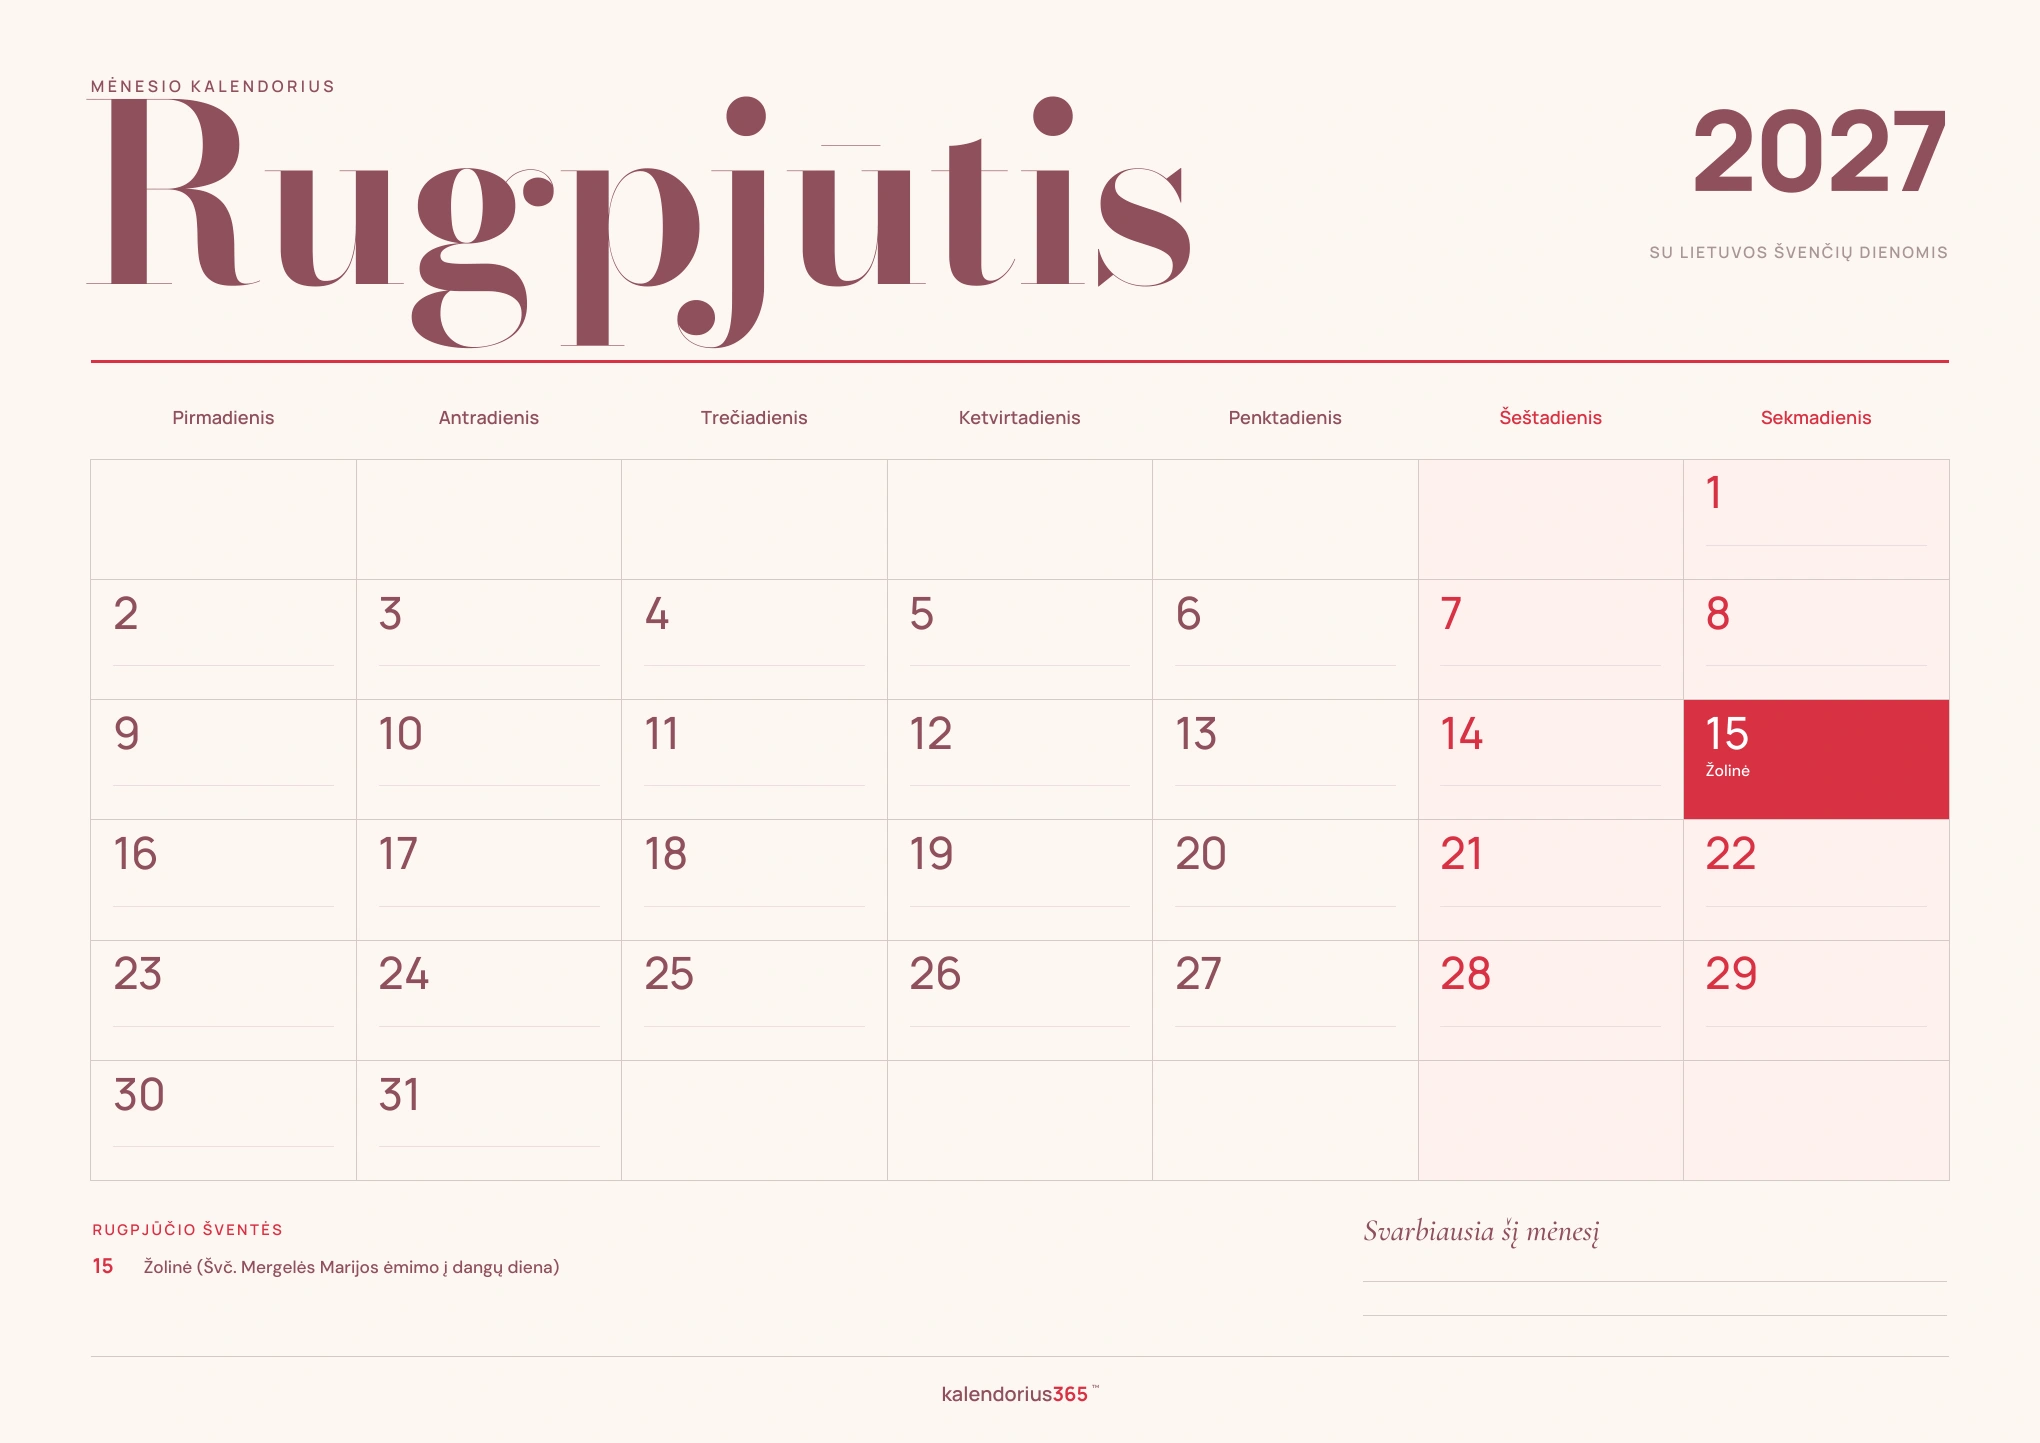 MĖNESIO KALENDORIUS
Rugpjūtis
2027
SU LIETUVOS ŠVENČIŲ DIENOMIS
Pirmadienis Antradienis Trečiadienis Ketvirtadienis Penktadienis Šeštadienis Sekmadienis
1
2 3 4 5 6 7 8
9 10 11 12 13 14 15
Žolinė
16 17 18 19 20 21 22
23 24 25 26 27 28 29
30 31
RUGPJŪČIO ŠVENTĖS
15 Žolinė (Švč. Mergelės Marijos ėmimo į dangų diena)
Svarbiausia šį mėnesį
kalendorius365™